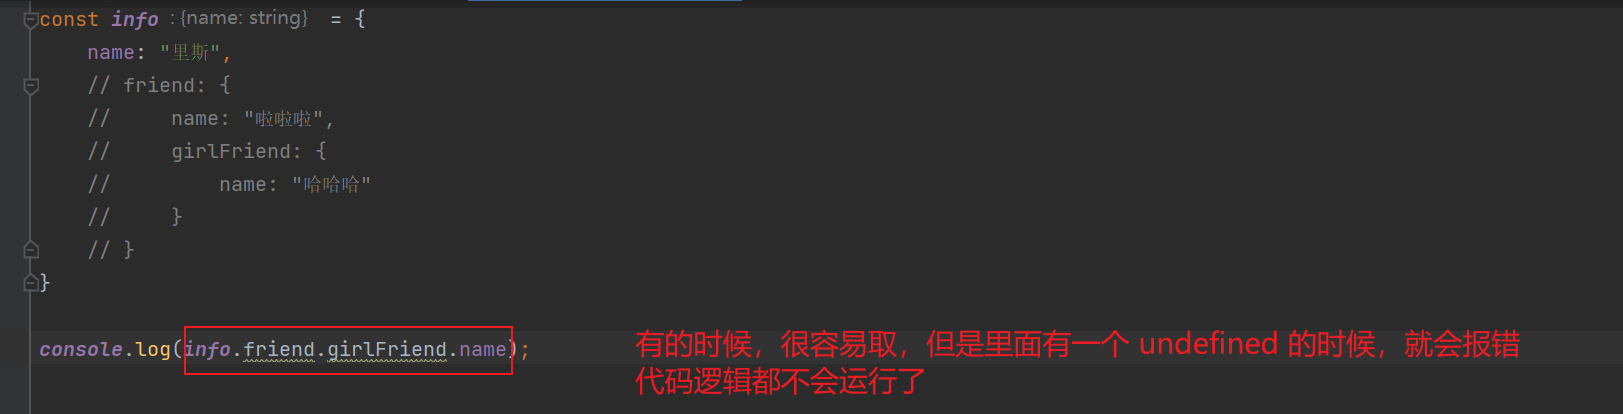 const info : {name: string} = {
    name: "里斯",
    // friend: {
    //     name: "啦啦啦",
    //     girlFriend: {
    //         name: "哈哈哈"
    //     }
    // }
}
console.log(info.friend.girlFriend.name);
有的时候，很容易取，但是里面有一个 undefined 的时候，就会报错
代码逻辑都不会运行了